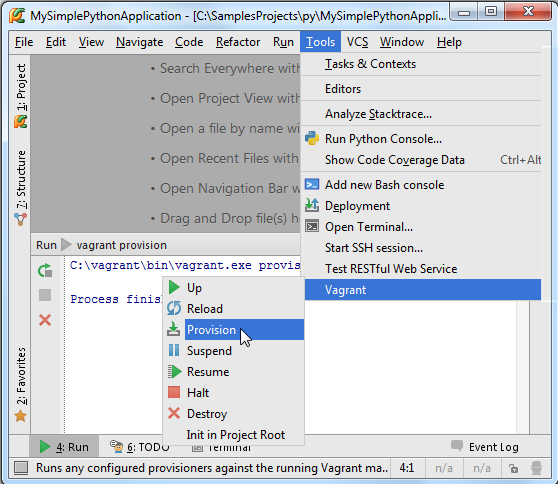 MySimplePythonApplication - [C:\SamplesProjects\py\MySimplePythonAppli...
File Edit View Navigate Code Refactor Run Tools VCS Window Help
1: Project
7: Structure
2: Favorites
• Search Everywhere with
• Open Project View with
• Open a file by name wi
• Open Recent Files with
• Open Navigation Bar w
• Drag and Drop file(s) h
Tasks & Contexts
Editors
Analyze Stacktrace...
Run Python Console...
Show Code Coverage Data Ctrl+Alt
Add new Bash console
Deployment
Open Terminal...
Start SSH session...
Test RESTful Web Service
Vagrant
Run vagrant provision
C:\vagrant\bin\vagrant.exe provis
Process finis
Up
Reload
Provision
Suspend
Resume
Halt
Destroy
Init in Project Root
4: Run 6: TODO Terminal Event Log
Runs any configured provisioners against the running Vagrant ma.. 4:1 n/a n/a